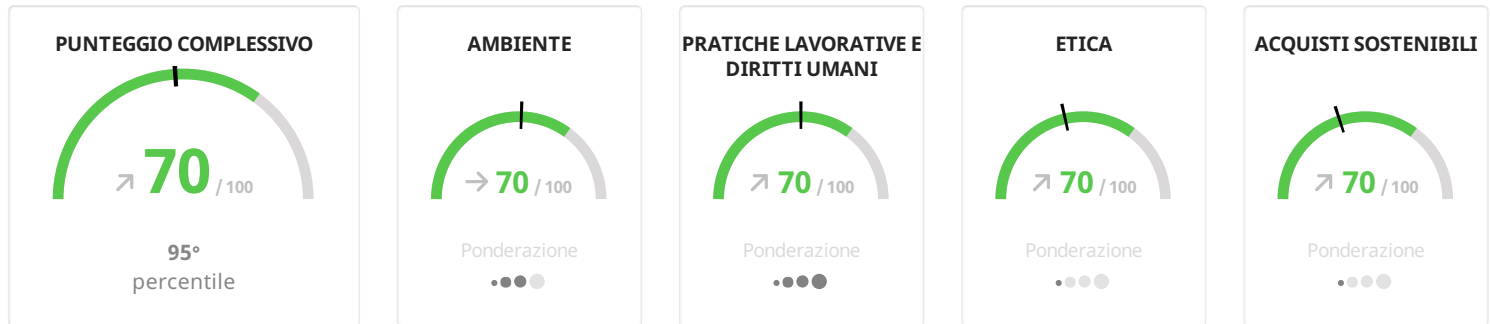 PUNTEGGIO COMPLESSIVO
70 / 100
95°
percentile
AMBIENTE
70 / 100
Ponderazione
PRATICHE LAVORATIVE E
DIRITTI UMANI
70 / 100
Ponderazione
ETICA
70 / 100
Ponderazione
ACQUISTI SOSTENIBILI
70 / 100
Ponderazione